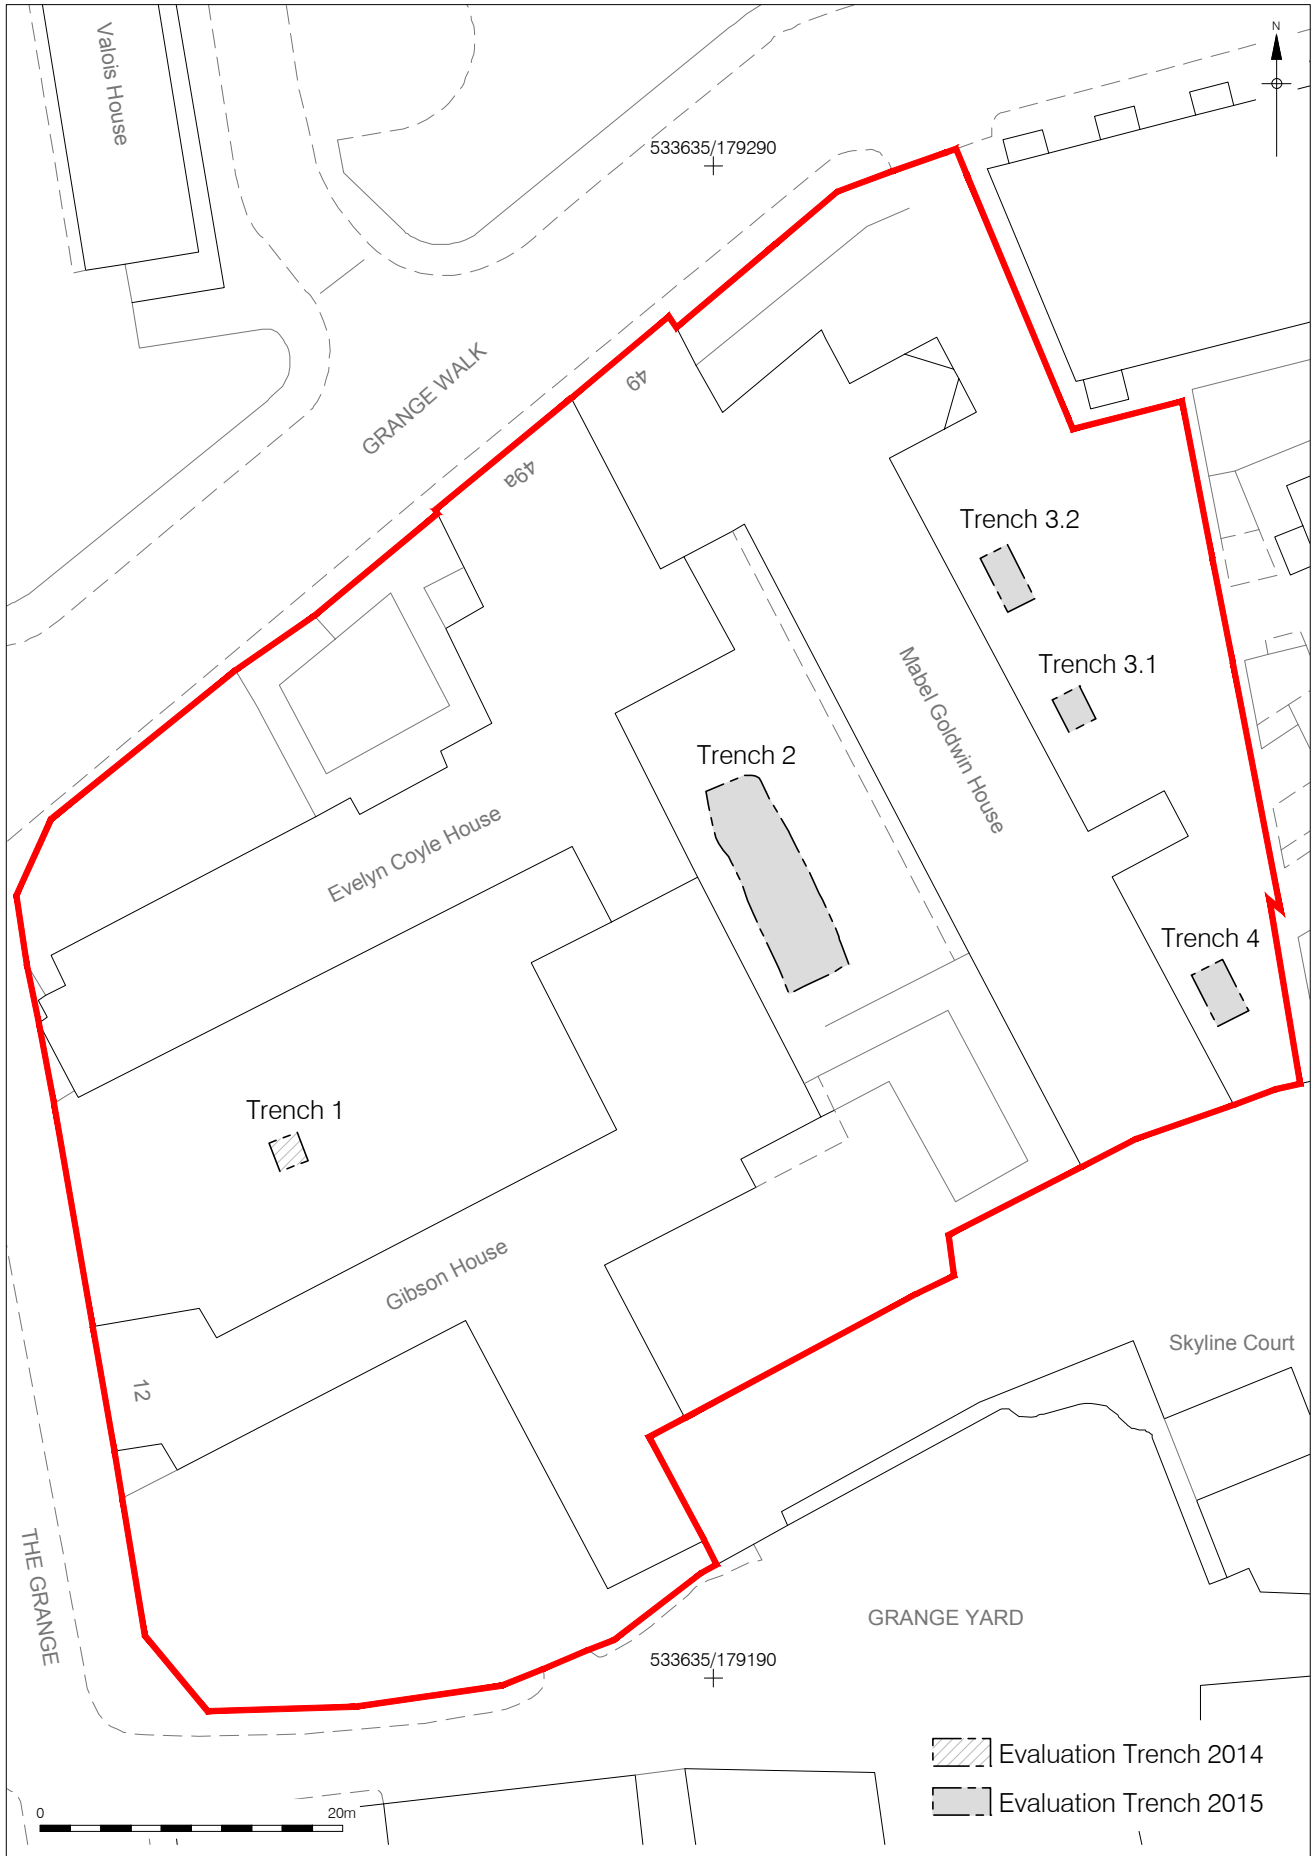 Valois House
N
533635/179290
GRANGE WALK
49
49a
Trench 3.2
Trench 3.1
Mabel Goldwin House
Trench 2
Evelyn Coyle House
Trench 4
Trench 1
Gibson House
Skyline Court
12
THE GRANGE
GRANGE YARD
533635/179190
Evaluation Trench 2014
Evaluation Trench 2015
0 20m